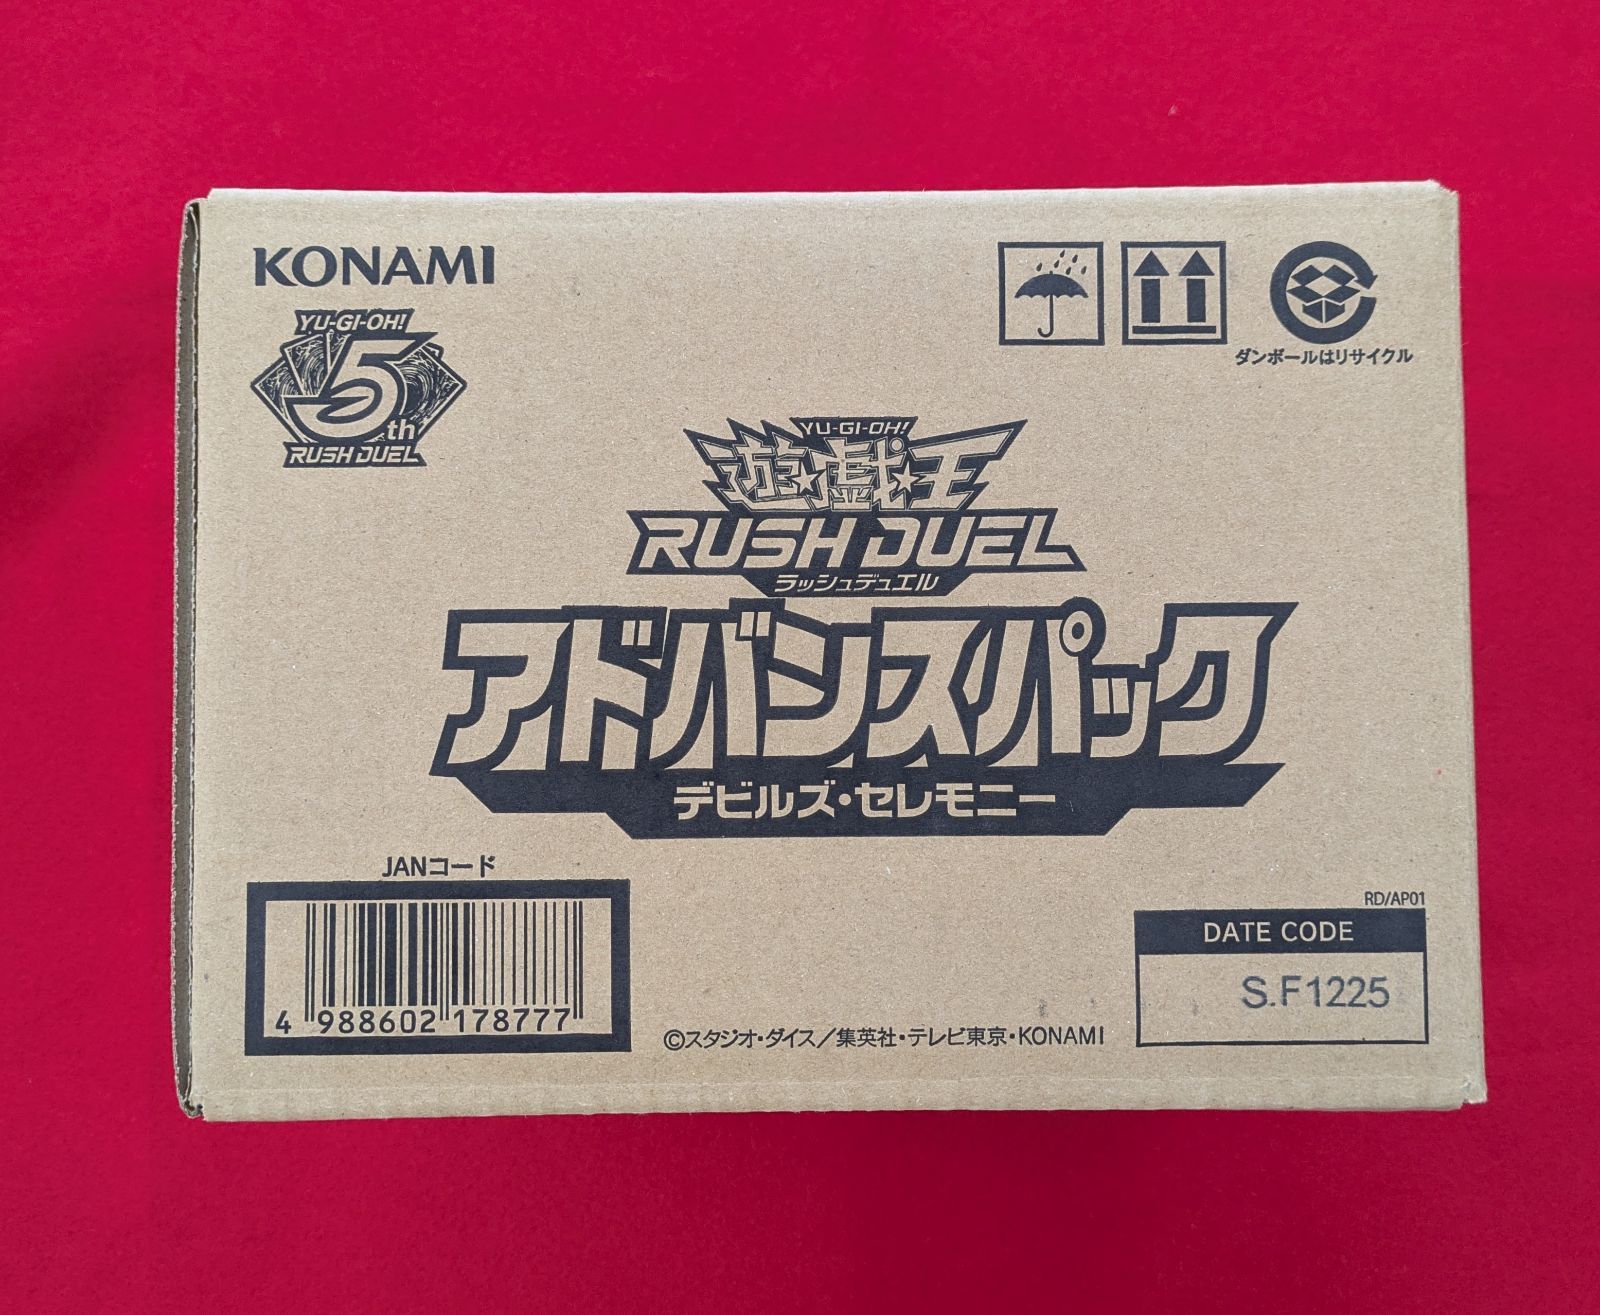 KONAMI
YU-GI-OH!
5th
RUSH DUEL
ダンボールはリサイクル
YU-GI-OH!
遊☆戯☆王
RUSH DUEL
ラッシュデュエル
アドバンスパック
デビルズ・セレモニー
JANコード
4 988602 178777
RD/AP01
DATE CODE
S.F1225
©スタジオ・ダイス／集英社・テレビ東京・KONAMI